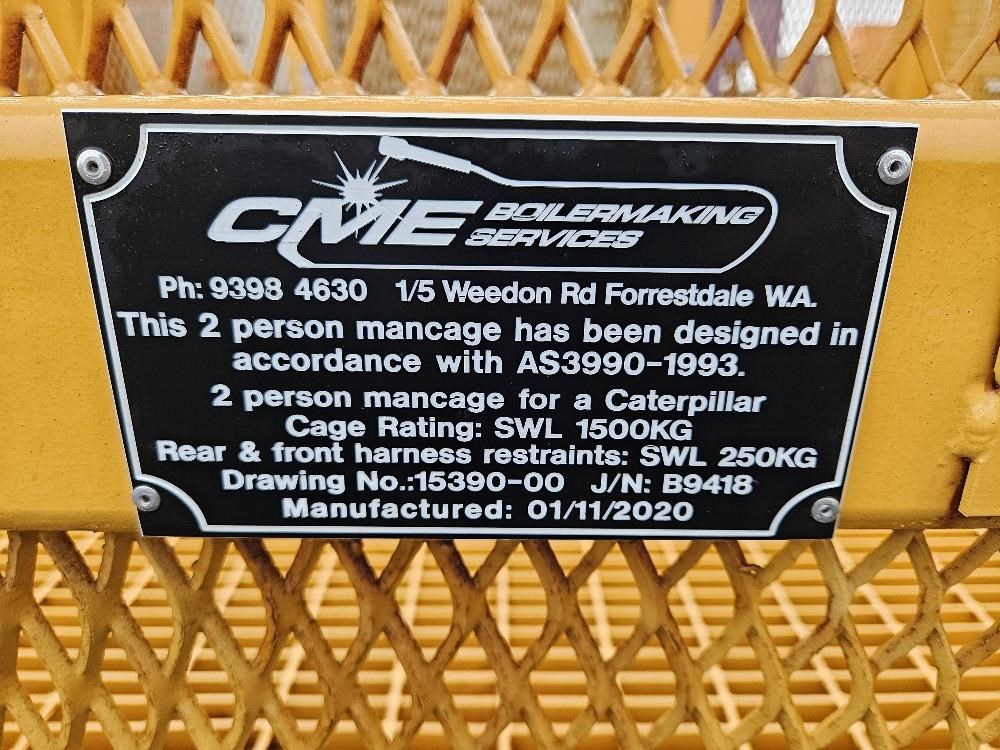 CME BOILERMAKING
SERVICES
Ph: 9398 4630 1/5 Weedon Rd Forrestdale W.A.
This 2 person mancage has been designed in
accordance with AS3990-1993.
2 person mancage for a Caterpillar
Cage Rating: SWL 1500KG
Rear & front harness restraints: SWL 250KG
Drawing No.:15390-00 J/N: B9418
Manufactured: 01/11/2020